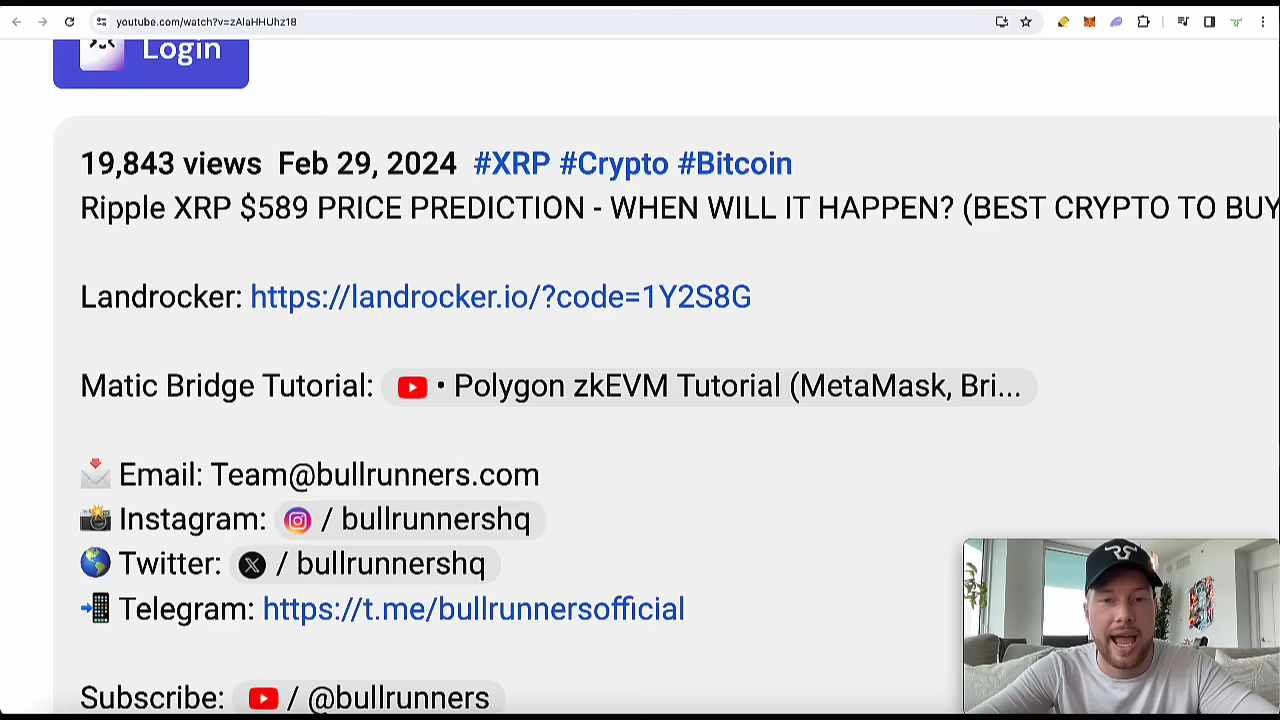 youtube.com/watch?v=zAlaHHUhz18
Login
19,843 views Feb 29, 2024 #XRP #Crypto #Bitcoin
Ripple XRP $589 PRICE PREDICTION - WHEN WILL IT HAPPEN? (BEST CRYPTO TO BUY
Landrocker: https://landrocker.io/?code=1Y2S8G
Matic Bridge Tutorial: • Polygon zkEVM Tutorial (MetaMask, Bri...
Email: Team@bullrunners.com
Instagram: / bullrunnershq
Twitter: / bullrunnershq
Telegram: https://t.me/bullrunnersofficial
Subscribe: / @bullrunners